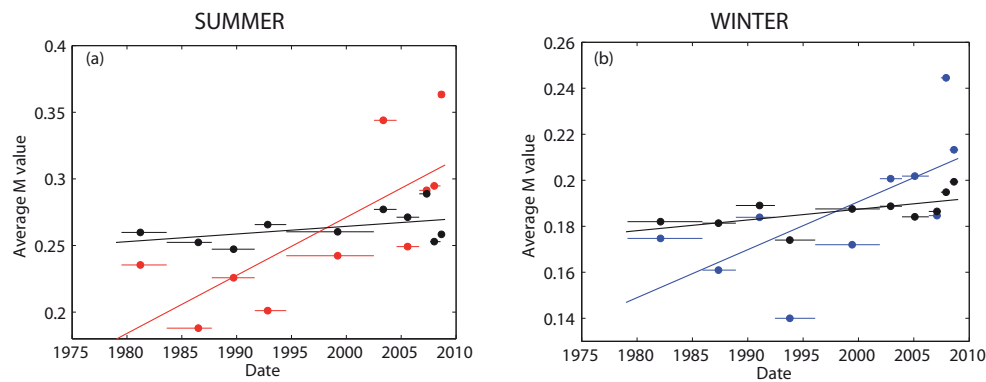 SUMMER
(a)
0.4
0.35
0.3
0.25
0.2
Average M value
1975 1980 1985 1990 1995 2000 2005 2010
Date
WINTER
(b)
0.26
0.24
0.22
0.2
0.18
0.16
0.14
Average M value
1975 1980 1985 1990 1995 2000 2005 2010
Date